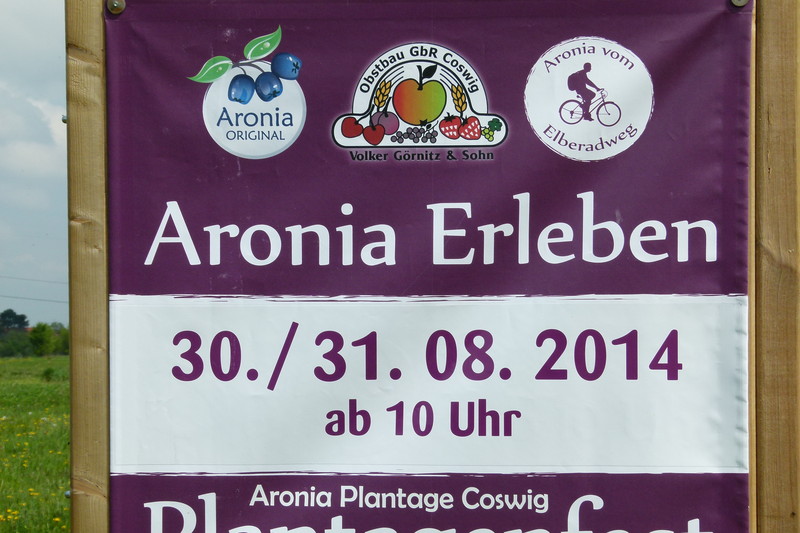 Aronia
ORIGINAL
Obstbau GbR Coswig
Volker Görnitz & Sohn
Aronia vom
Elberadweg
Aronia Erleben
30./31. 08. 2014
ab 10 Uhr
Aronia Plantage Coswig
Plantagenfest